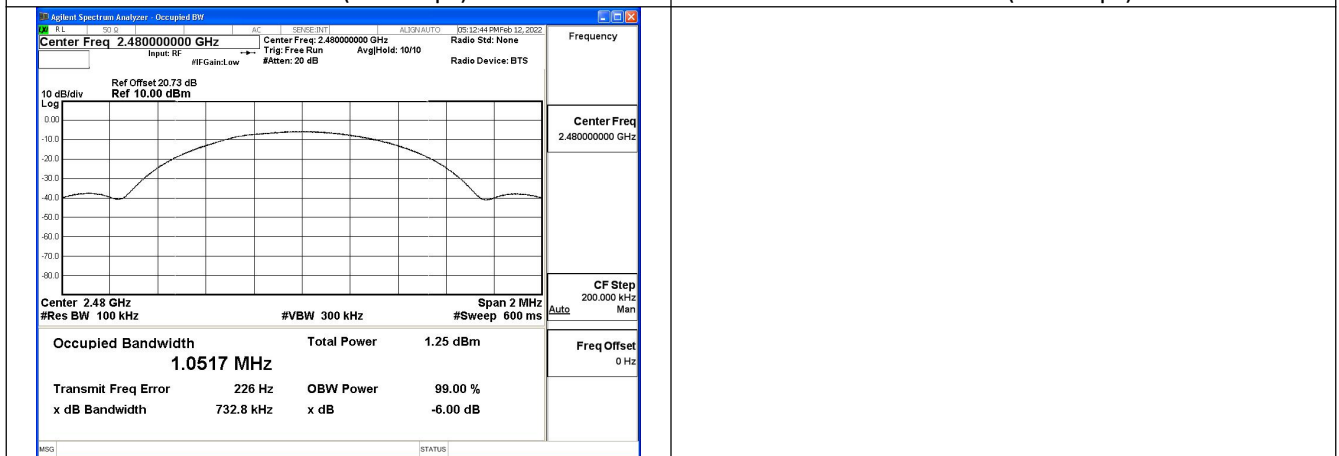 Agilent Spectrum Analyzer - Occupied BW
RL 50 Ω AC SENSE:INT ALIGNAUTO 05:12:44 PM Feb 12, 2022
Center Freq 2.480000000 GHz
Center Freq: 2.480000000 GHz
Radio Std: None
Frequency
Input: RF
Trig: Free Run Avg|Hold: 10/10
#IFGain:Low
#Atten: 20 dB
Radio Device: BTS
Ref Offset 20.73 dB
10 dB/div Ref 10.00 dBm
Log
0.00
-10.0
-20.0
-30.0
-40.0
-50.0
-60.0
-70.0
-80.0
Center Freq
2.480000000 GHz
Center 2.48 GHz Span 2 MHz
#Res BW 100 kHz #VBW 300 kHz #Sweep 600 ms
CF Step
200.000 kHz
Auto Man
Occupied Bandwidth Total Power 1.25 dBm
1.0517 MHz
Transmit Freq Error 226 Hz OBW Power 99.00 %
x dB Bandwidth 732.8 kHz x dB -6.00 dB
Freq Offset
0 Hz
MSG STATUS